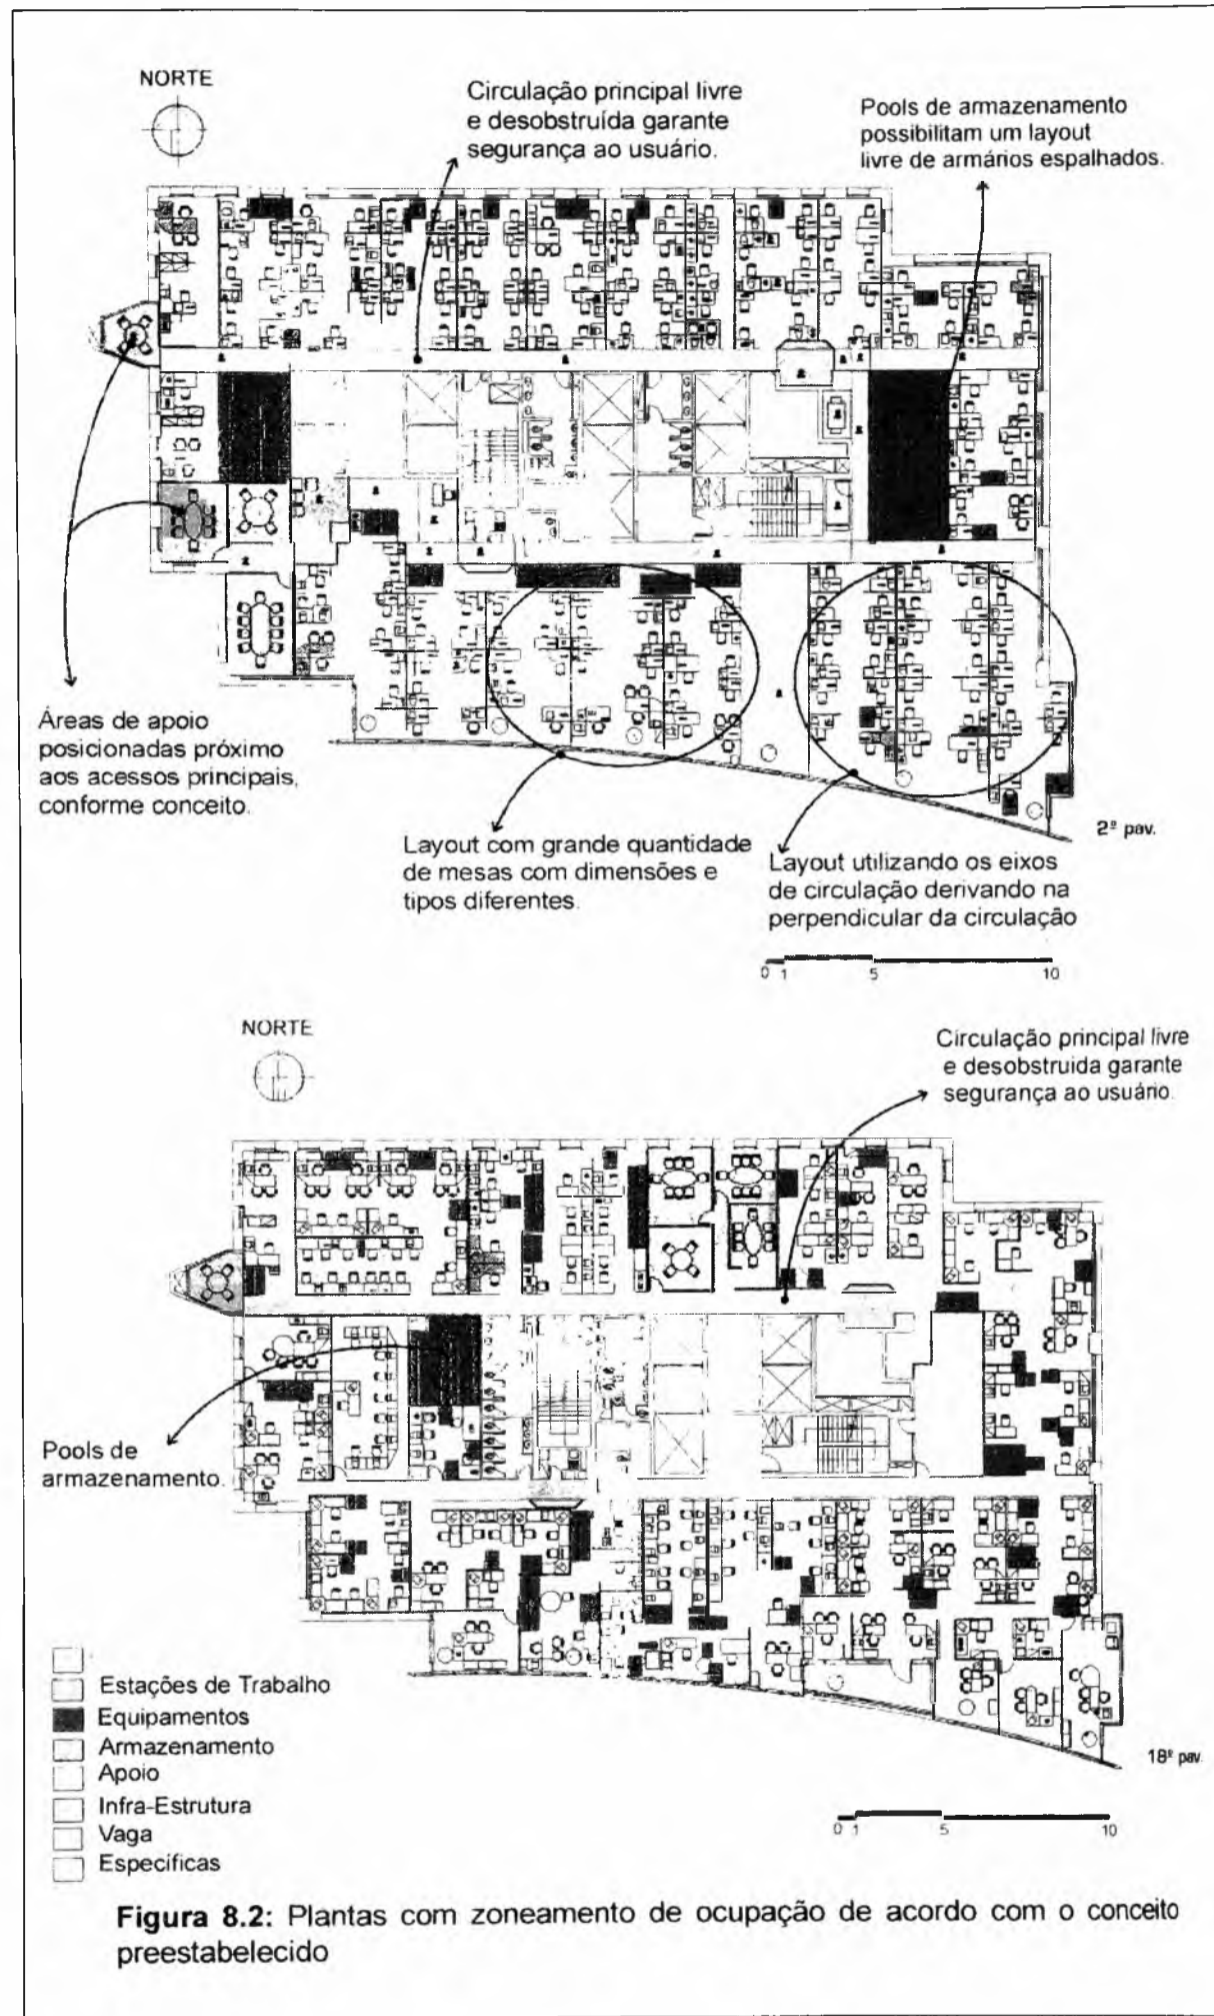 NORTE
Circulação principal livre
e desobstruída garante
segurança ao usuário.
Pools de armazenamento
possibilitam um layout
livre de armários espalhados.
Áreas de apoio
posicionadas próximo
aos acessos principais,
conforme conceito.
Layout com grande quantidade
de mesas com dimensões e
tipos diferentes.
Layout utilizando os eixos
de circulação derivando na
perpendicular da circulação
2º pav.
0 1 5 10
NORTE
Circulação principal livre
e desobstruida garante
segurança ao usuário.
Pools de
armazenamento.
18º pav.
0 1 5 10
Estações de Trabalho
Equipamentos
Armazenamento
Apoio
Infra-Estrutura
Vaga
Específicas
Figura 8.2: Plantas com zoneamento de ocupação de acordo com o conceito
preestabelecido